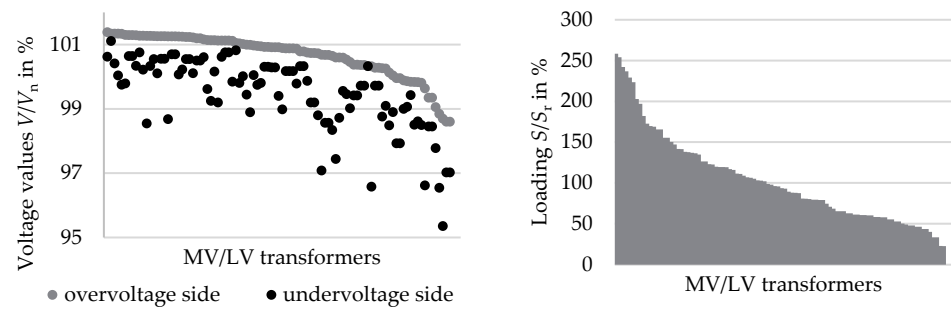 Voltage values V/Vn in %
101
99
97
95
MV/LV transformers
overvoltage side
undervoltage side
Loading S/Sr in %
300
250
200
150
100
50
0
MV/LV transformers